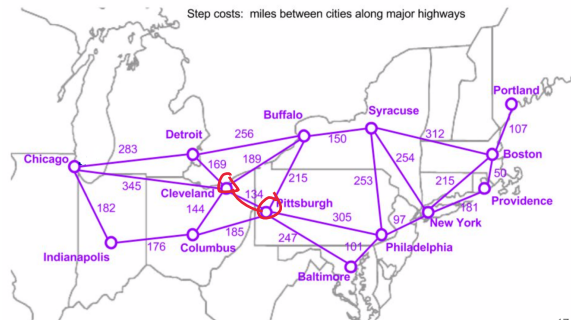 Step costs: miles between cities along major highways
Portland
Syracuse
Buffalo
107
Detroit
256
150
312
283
Boston
Chicago
169
189
254
215
50
345
253
215
Cleveland
134
Pittsburgh
Providence
182
144
181
305
97
New York
185
176
247
Columbus
101
Philadelphia
Indianapolis
Baltimore